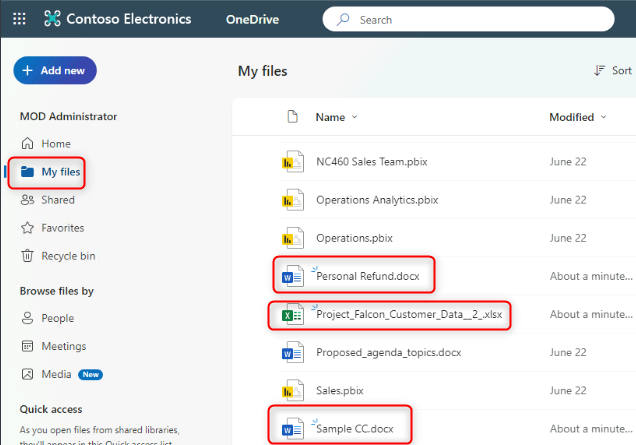 Contoso Electronics OneDrive Search
Add new
My files
Sort
MOD Administrator
Name Modified
Home
My files
Shared
Favorites
Recycle bin
Browse files by
People
Meetings
Media New
Quick access
As you open files from shared libraries,
they'll appear in this Quick access list
NC460 Sales Team.pbix June 22
Operations Analytics.pbix June 22
Operations.pbix June 22
Personal Refund.docx About a minute...
Project_Falcon_Customer_Data__2_.xlsx About a minute...
Proposed_agenda_topics.docx June 22
Sales.pbix June 22
Sample CC.docx About a minute...